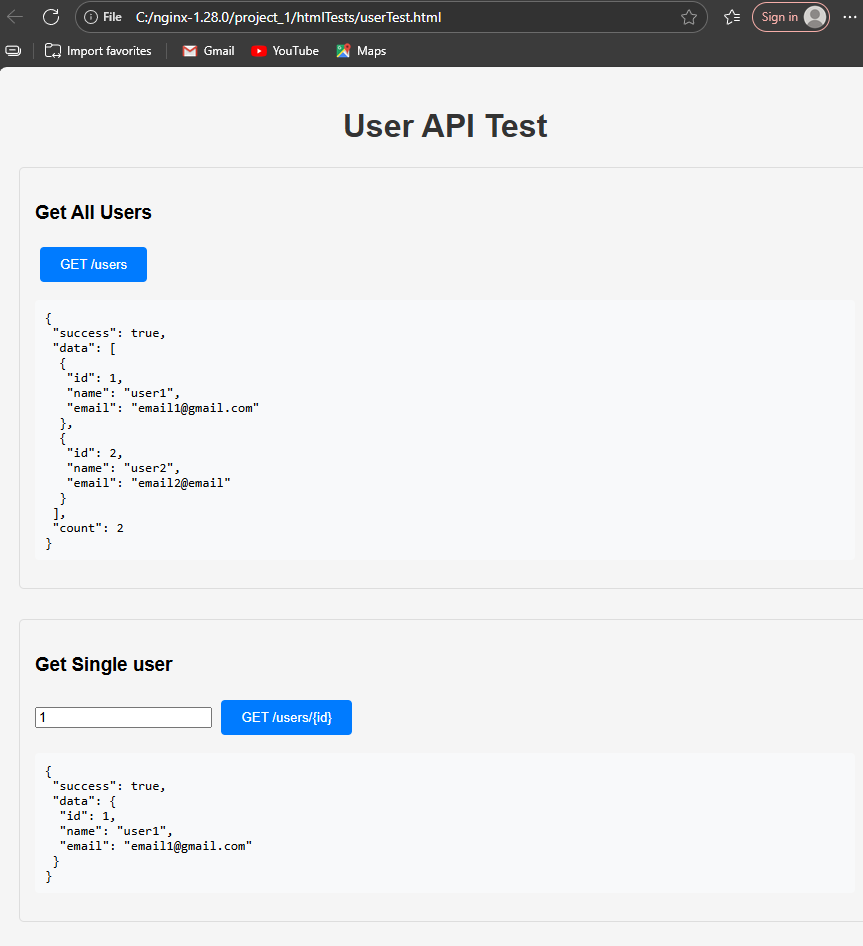 File C:/nginx-1.28.0/project_1/htmlTests/userTest.html Sign in
Import favorites Gmail YouTube Maps
User API Test
Get All Users
GET /users
{
"success": true,
"data": [
{
"id": 1,
"name": "user1",
"email": "email1@gmail.com"
},
{
"id": 2,
"name": "user2",
"email": "email2@email"
}
],
"count": 2
}
Get Single user
1 GET /users/{id}
{
"success": true,
"data": {
"id": 1,
"name": "user1",
"email": "email1@gmail.com"
}
}